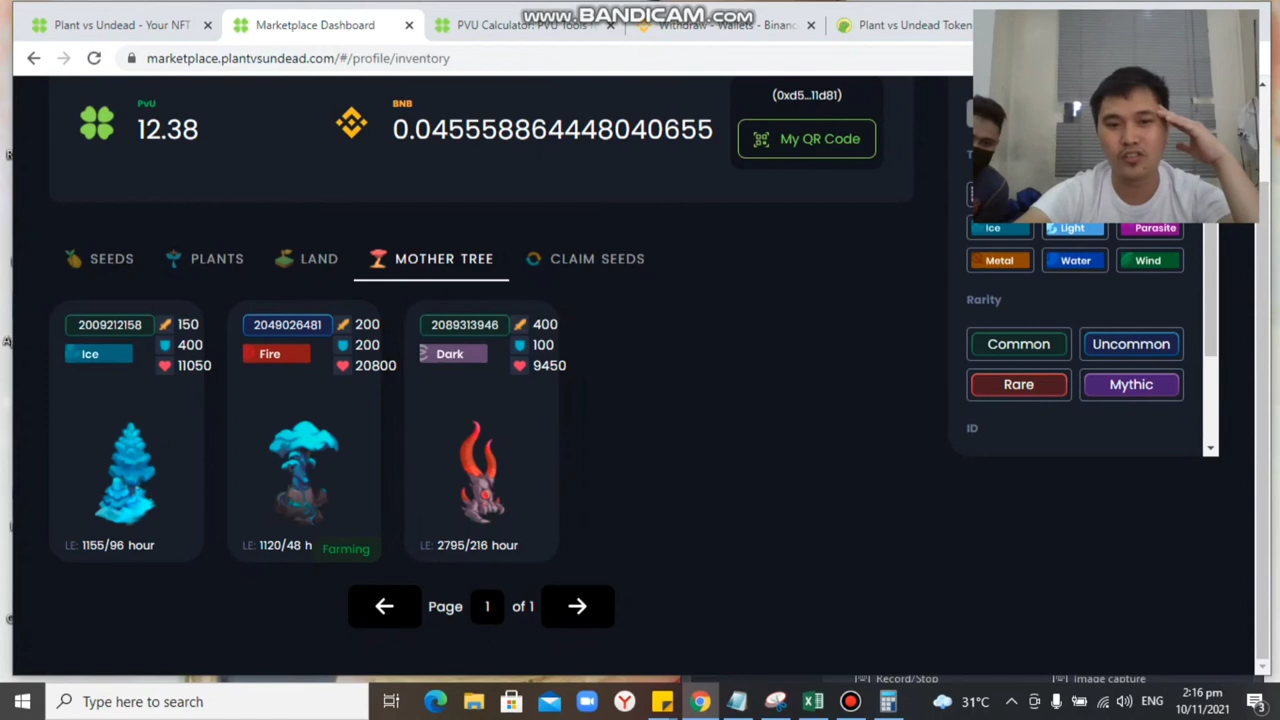 www.BANDICAM.com
Plant vs Undead - Your NFT
Marketplace Dashboard
PVU Calculator: PVU Tools
Withdraw - Wallets - Binanc
Plant vs Undead Token
marketplace.plantvsundead.com/#/profile/inventory
PvU
12.38
BNB
0.045558864448040655
(0xd5...11d81)
My QR Code
Ice Light Parasite
Metal Water Wind
SEEDS PLANTS LAND MOTHER TREE CLAIM SEEDS
Rarity
Common Uncommon
Rare Mythic
ID
2009212158 150
Ice 400
11050
LE: 1155/96 hour
2049026481 200
Fire 200
20800
LE: 1120/48 h Farming
2089313946 400
Dark 100
9450
LE: 2795/216 hour
Page 1 of 1
Record/Stop
Image capture
Type here to search
31°C
ENG
2:16 pm
10/11/2021
3